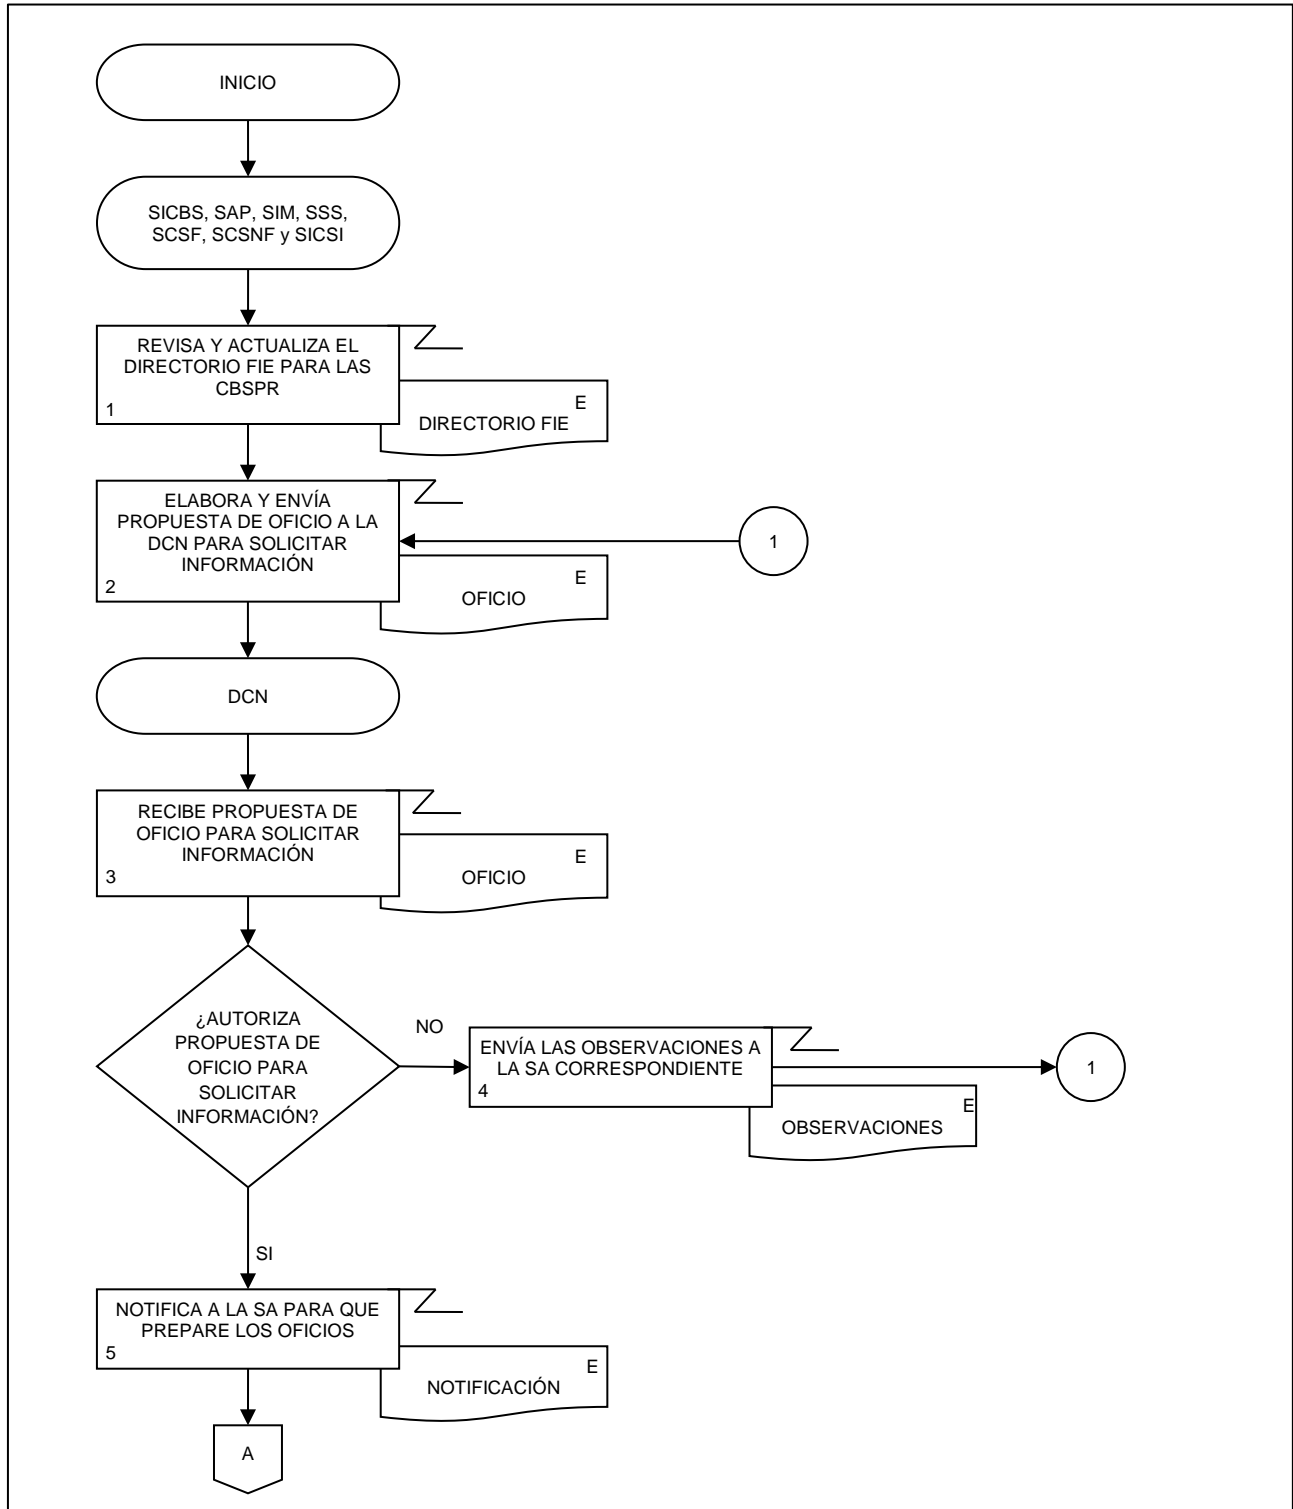 INICIO
SICBS, SAP, SIM, SSS,
SCSF, SCSNF y SICSI
REVISA Y ACTUALIZA EL
DIRECTORIO FIE PARA LAS
CBSPR
1
E
DIRECTORIO FIE
ELABORA Y ENVÍA
PROPUESTA DE OFICIO A LA
DCN PARA SOLICITAR
INFORMACIÓN
2
1
E
OFICIO
DCN
RECIBE PROPUESTA DE
OFICIO PARA SOLICITAR
INFORMACIÓN
3
E
OFICIO
¿AUTORIZA
PROPUESTA DE
OFICIO PARA
SOLICITAR
INFORMACIÓN?
NO
ENVÍA LAS OBSERVACIONES A
LA SA CORRESPONDIENTE
4
1
E
OBSERVACIONES
SI
NOTIFICA A LA SA PARA QUE
PREPARE LOS OFICIOS
5
E
NOTIFICACIÓN
A